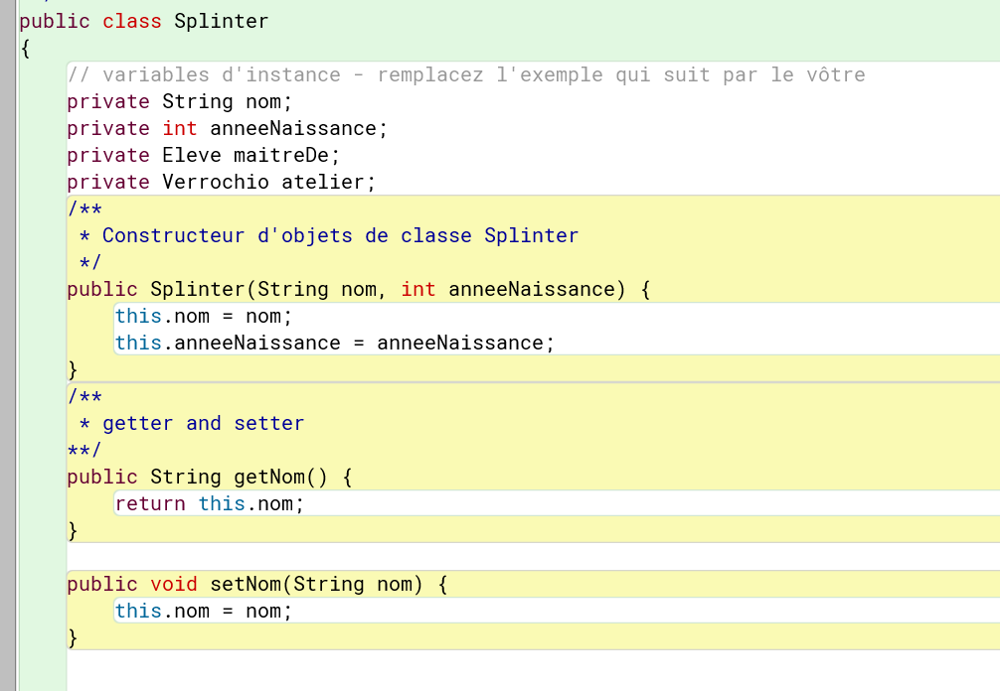 public class Splinter
{
// variables d'instance - remplacez l'exemple qui suit par le vôtre
private String nom;
private int anneeNaissance;
private Eleve maitreDe;
private Verrochio atelier;
/**
 * Constructeur d'objets de classe Splinter
 */
public Splinter(String nom, int anneeNaissance) {
this.nom = nom;
this.anneeNaissance = anneeNaissance;
}
/**
 * getter and setter
**/
public String getNom() {
return this.nom;
}
public void setNom(String nom) {
this.nom = nom;
}